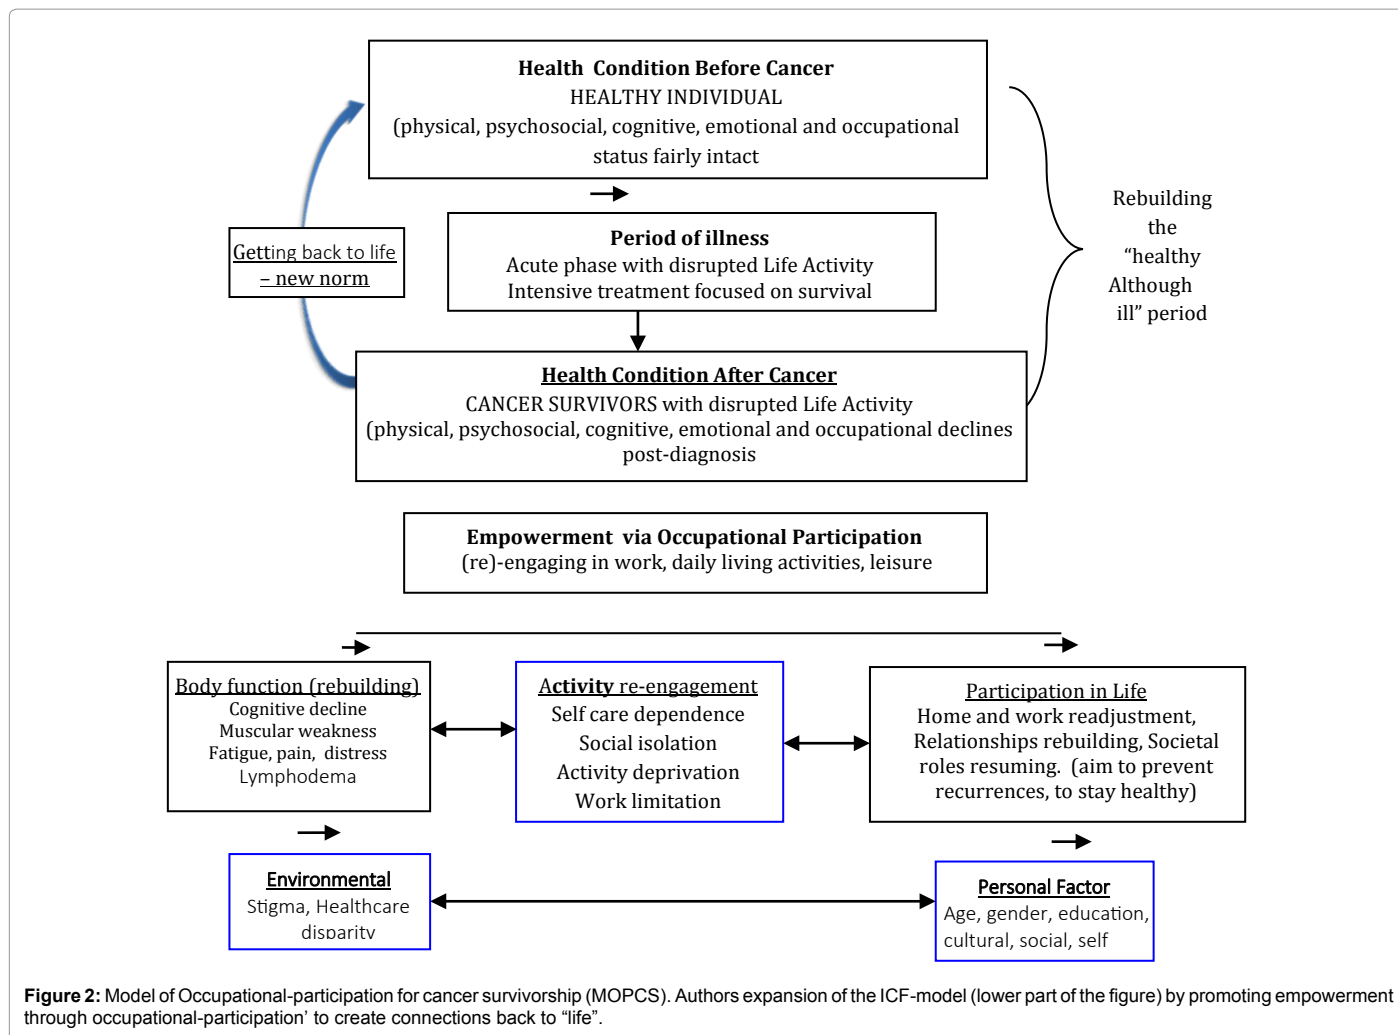 Health Condition Before Cancer
HEALTHY INDIVIDUAL
(physical, psychosocial, cognitive, emotional and occupational
status fairly intact
Getting back to life
– new norm
Period of illness
Acute phase with disrupted Life Activity
Intensive treatment focused on survival
Rebuilding
the
“healthy
Although
ill” period
Health Condition After Cancer
CANCER SURVIVORS with disrupted Life Activity
(physical, psychosocial, cognitive, emotional and occupational declines
post-diagnosis
Empowerment via Occupational Participation
(re)-engaging in work, daily living activities, leisure
Body function (rebuilding)
Cognitive decline
Muscular weakness
Fatigue, pain, distress
Lymphodema
Activity re-engagement
Self care dependence
Social isolation
Activity deprivation
Work limitation
Participation in Life
Home and work readjustment,
Relationships rebuilding, Societal
roles resuming. (aim to prevent
recurrences, to stay healthy)
Environmental
Stigma, Healthcare
disparity
Personal Factor
Age, gender, education,
cultural, social, self
Figure 2: Model of Occupational-participation for cancer survivorship (MOPCS). Authors expansion of the ICF-model (lower part of the figure) by promoting empowerment
through occupational-participation’ to create connections back to “life”.